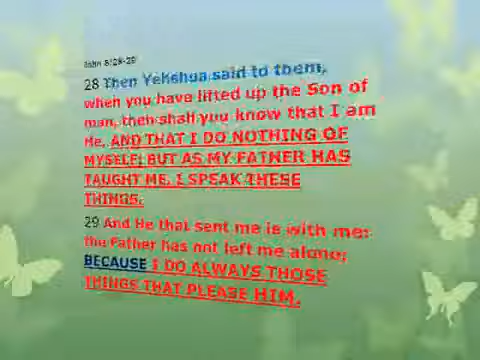 John 8:28-29
28 Then Yehshua said to them,
when you have lifted up the Son of
man, then shall you know that I am
He, AND THAT I DO NOTHING OF
MYSELF; BUT AS MY FATHER HAS
TAUGHT ME, I SPEAK THESE
THINGS.
29 And He that sent me is with me:
the Father has not left me alone;
BECAUSE I DO ALWAYS THOSE
THINGS THAT PLEASE HIM.